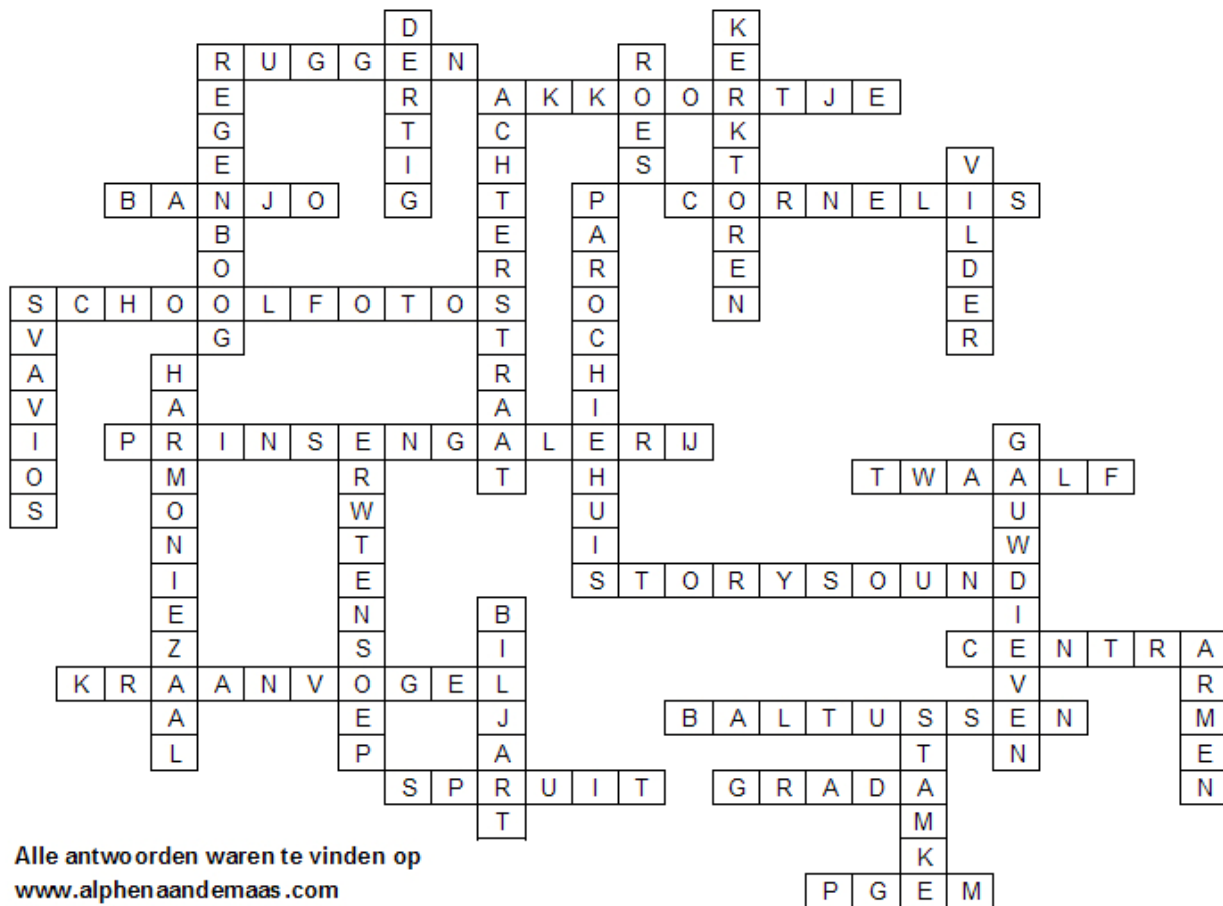 DERTIG
KERKTOREN
RUGGEN
REGENBOOG
ROES
AKKOORTJE
ACHTERSTRAAT
VILDER
BANJO
PAROCHIEHUIS
CORNELIS
SCHOOLFOTOS
SVAVIOS
HARMONIEZAAL
PRINSENGALERIJ
ERWTENSOEP
GAUWDIEVEN
TWAALF
STORYSOUND
BILJART
CENTRA
ARMEN
KRAANVOGEL
BALTUSSEN
STAMKE
SPRUIT
GRADA
Alle antwoorden waren te vinden op
www.alphenaandemaas.com
PGEM